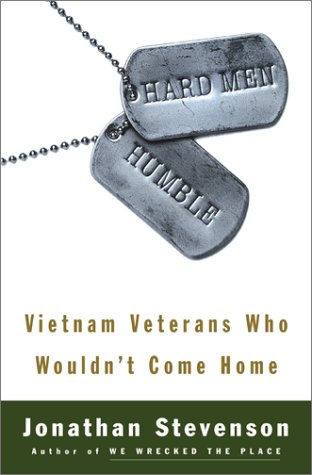 HARD MEN
HUMBLE
Vietnam Veterans Who
Wouldn't Come Home
Jonathan Stevenson
Author of WE WRECKED THE PLACE